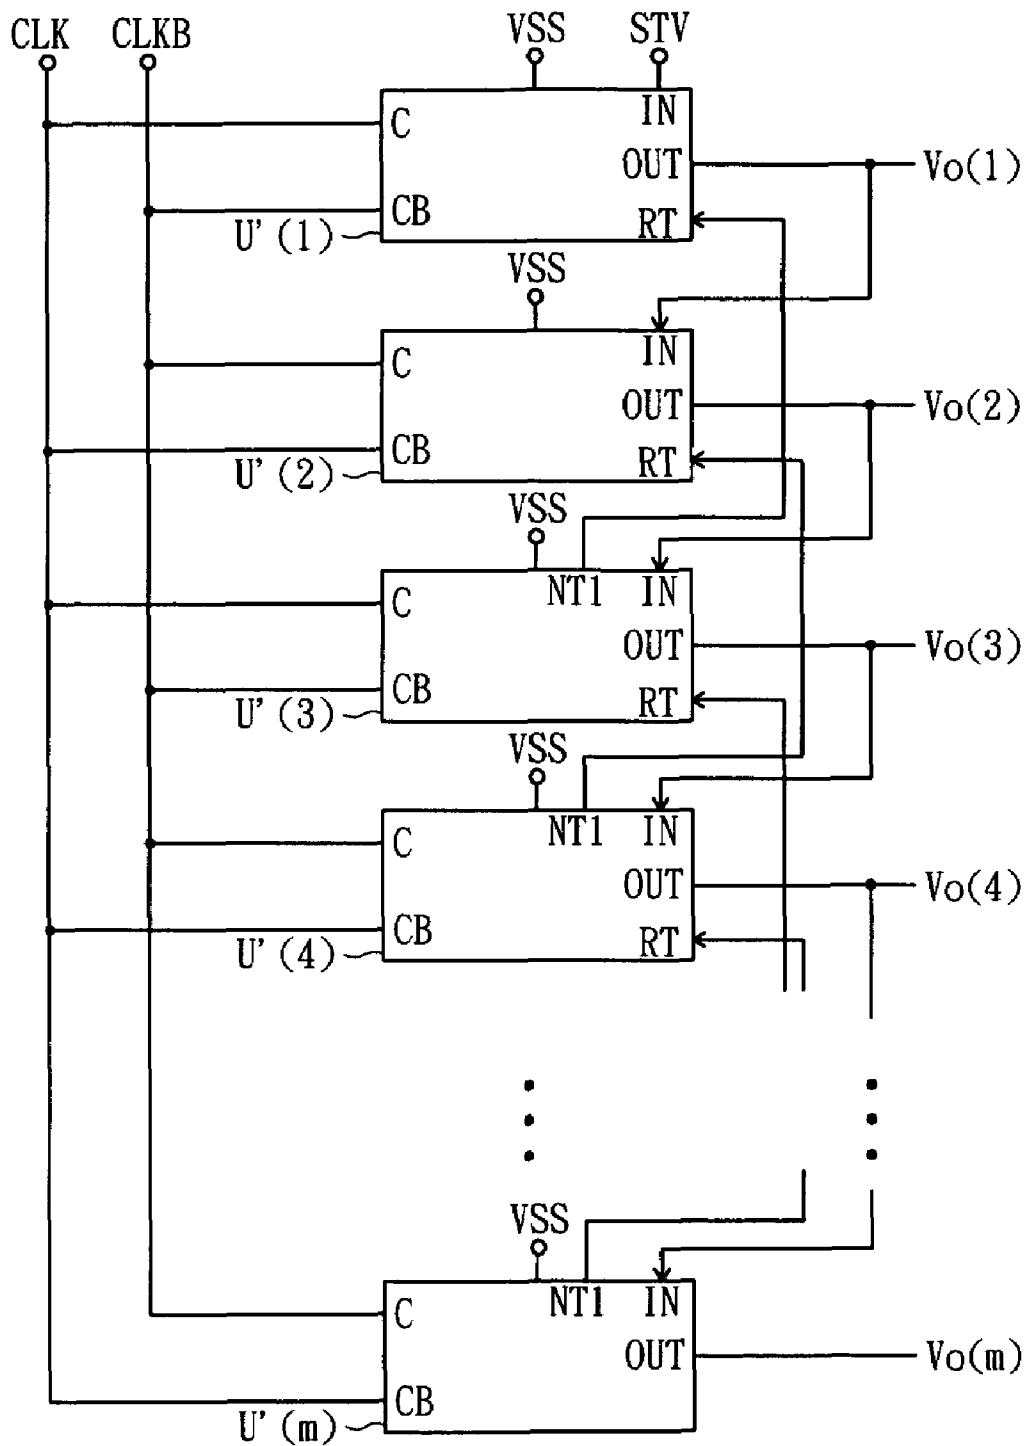 CLK CLKB VSS STV
C IN
OUT Vo(1)
CB RT
U'(1)
VSS
C IN
OUT Vo(2)
CB RT
U'(2)
VSS
C NT1 IN
OUT Vo(3)
CB RT
U'(3)
VSS
C NT1 IN
OUT Vo(4)
CB RT
U'(4)
VSS
C NT1 IN
OUT Vo(m)
CB
U'(m)